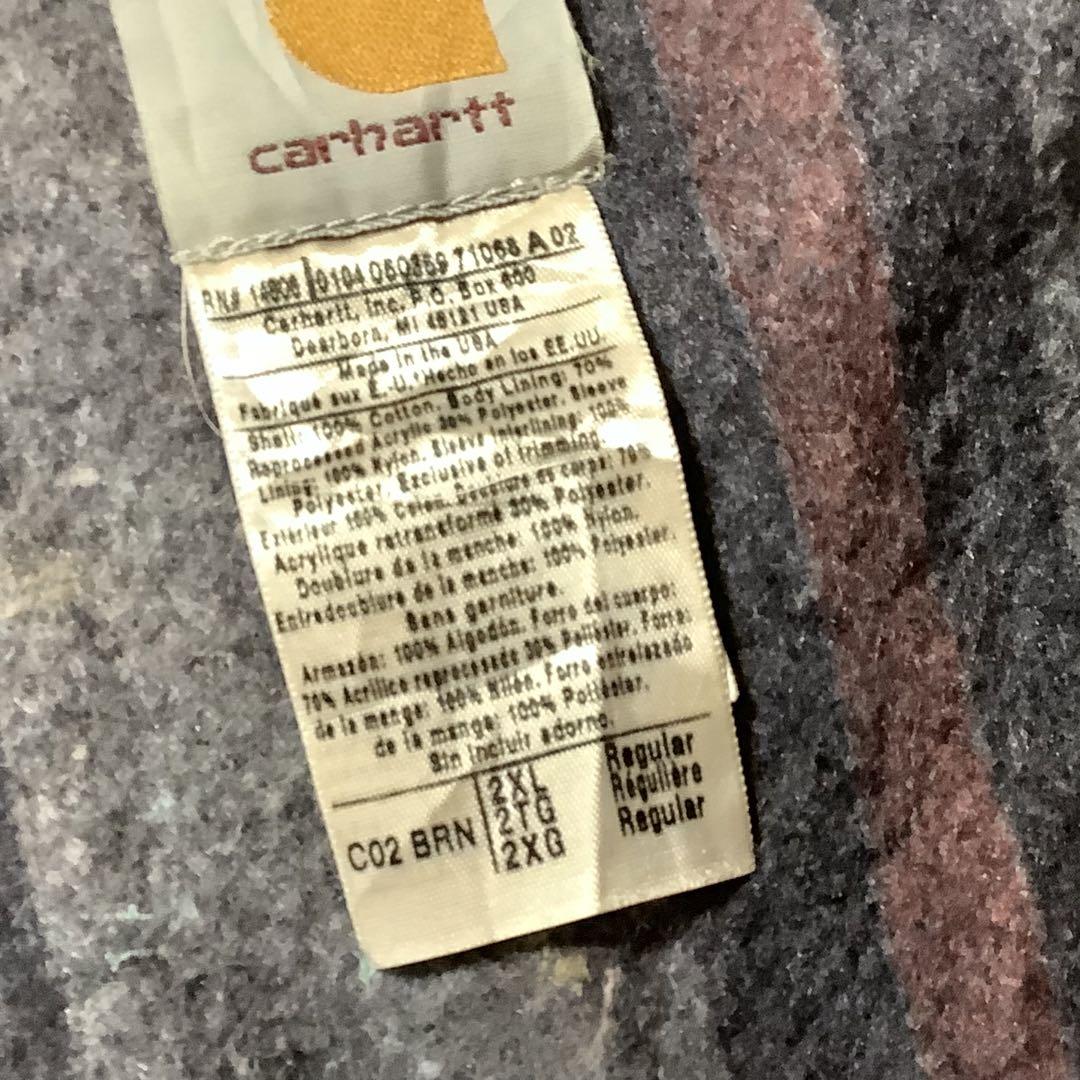 carhartt
RN# 14806 0104 060369 71068 A 02
Carhartt, Inc. P.O. Box 600
Dearborn, MI 48121 USA
Made in the USA
Fabriqué aux E.-U. Hecho en los EE.UU.
Shell: 100% Cotton. Body Lining: 70%
Reprocessed Acrylic 30% Polyester. Sleeve
Lining: 100% Nylon. Sleeve Interlining: 100%
Polyester. Exclusive of trimming.
Extérieur 100% Coton. Doublure de corps: 70%
Acrylique retransformé 30% Polyester.
Doublure de la manche: 100% Nylon.
Entredoublure de la manche: 100% Polyester.
Sans garniture.
Armazón: 100% Algodón. Forro del cuerpo:
70% Acrílico reprocesado 30% Poliéster. Forro
de la manga: 100% Nilón. Forro entrelazado
de la manga: 100% Poliéster.
Sin incluir adorno.
C02 BRN
2XL Regular
2TG Régulière
2XG Regular